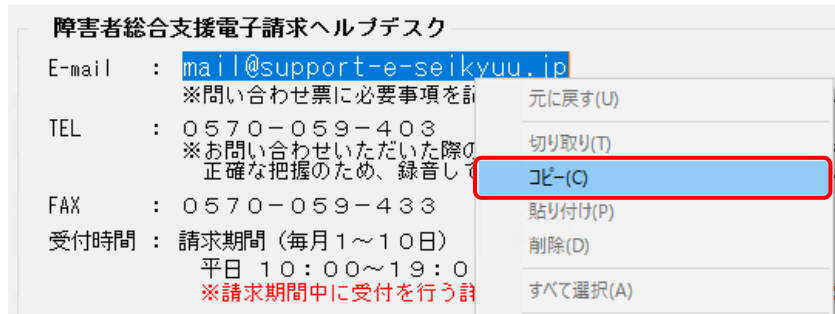 障害者総合支援電子請求ヘルプデスク
E-mail : mail@support-e-seikyuu.jp
※問い合わせ票に必要事項を記
元に戻す(U)
TEL : 0570-059-403
切り取り(T)
※お問い合わせいただいた際の
正確な把握のため、録音して
コピー(C)
FAX : 0570-059-433
貼り付け(P)
受付時間 : 請求期間（毎月1～10日）
削除(D)
平日 10:00～19:0
※請求期間中に受付を行う詳
すべて選択(A)